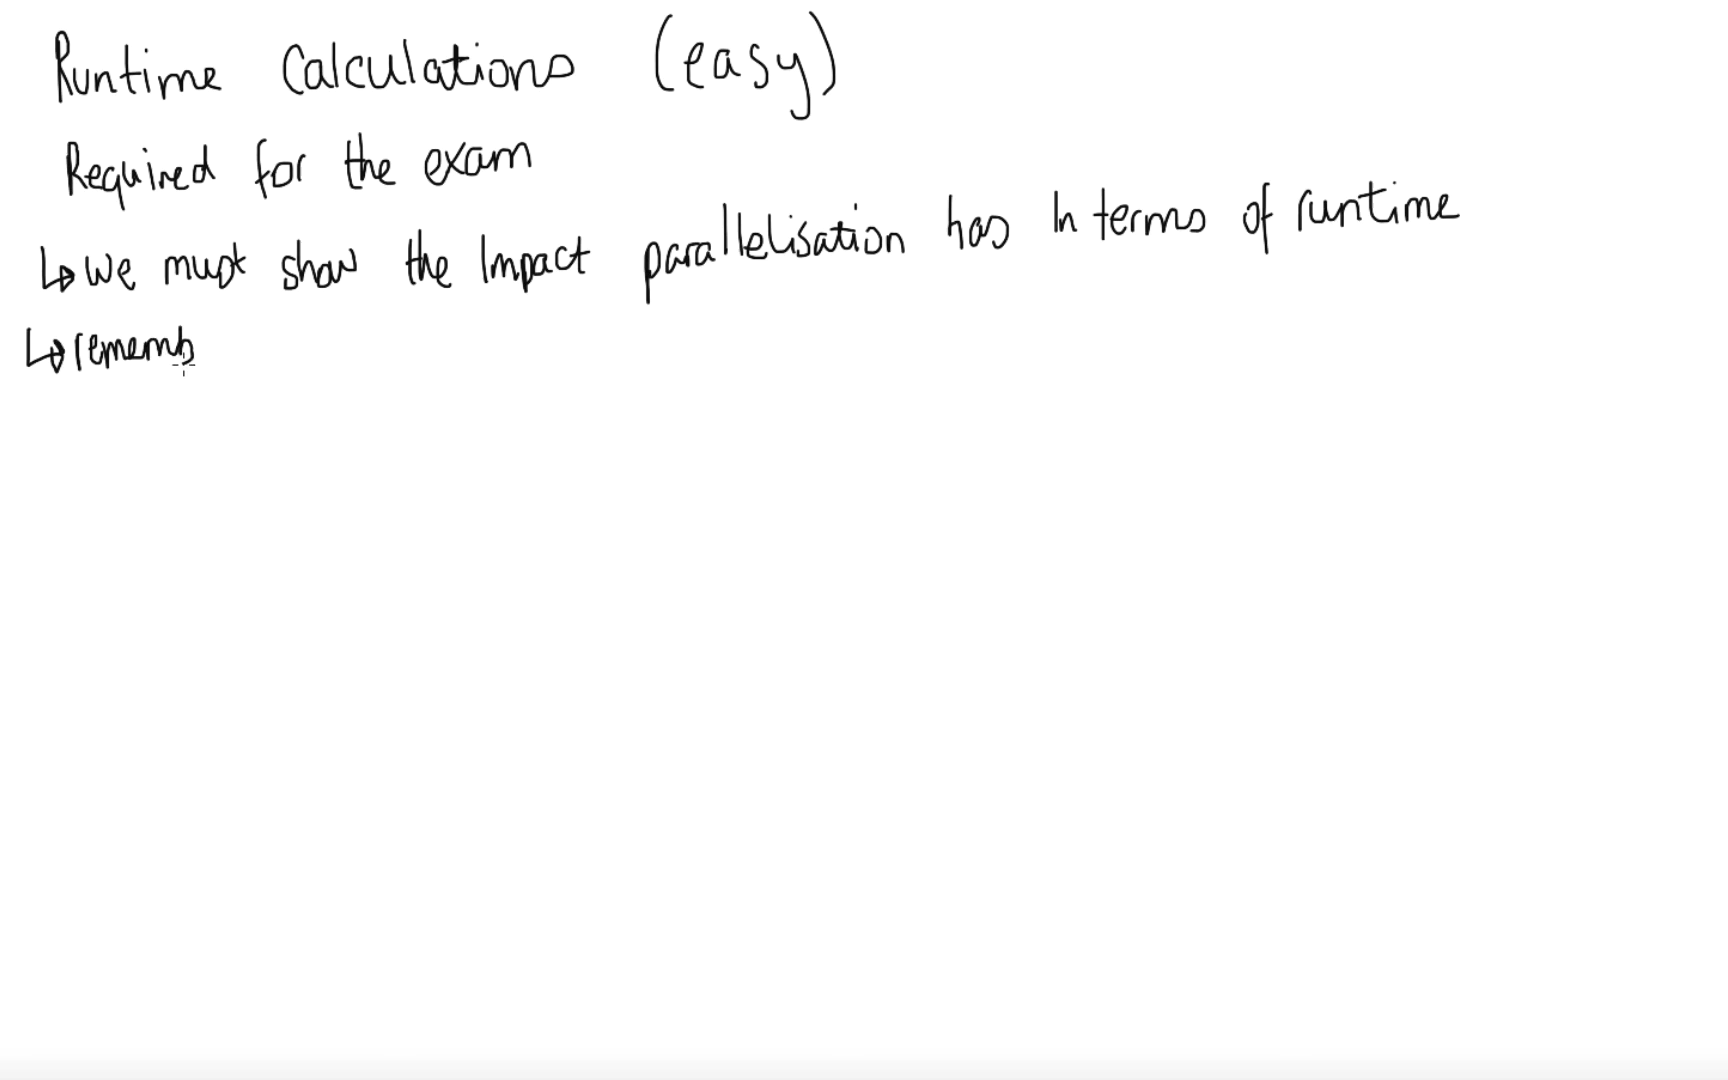 Runtime Calculations (easy)
Required for the exam
↳ we must show the Impact parallelisation has In terms of runtime
↳ rememb